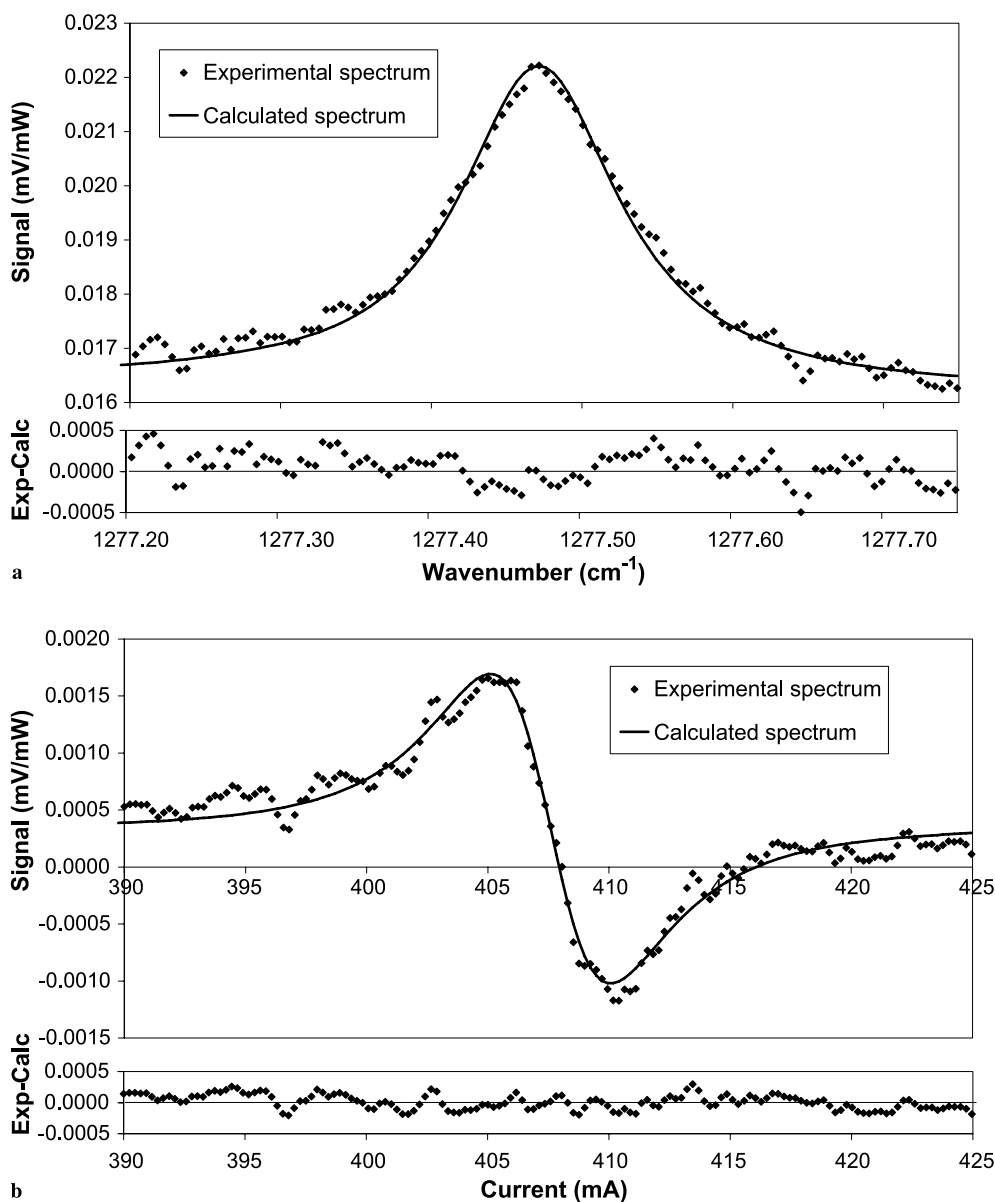 0.023
0.022
0.021
0.020
0.019
0.018
0.017
0.016
Signal (mV/mW)
Experimental spectrum
Calculated spectrum
0.0005
0.0000
-0.0005
Exp-Calc
1277.20 1277.30 1277.40 1277.50 1277.60 1277.70
Wavenumber (cm-1)
a
0.0020
0.0015
0.0010
0.0005
0.0000
-0.0005
-0.0010
-0.0015
Signal (mV/mW)
Experimental spectrum
Calculated spectrum
390 395 400 405 410 415 420 425
0.0005
0.0000
-0.0005
Exp-Calc
390 395 400 405 410 415 420 425
Current (mA)
b